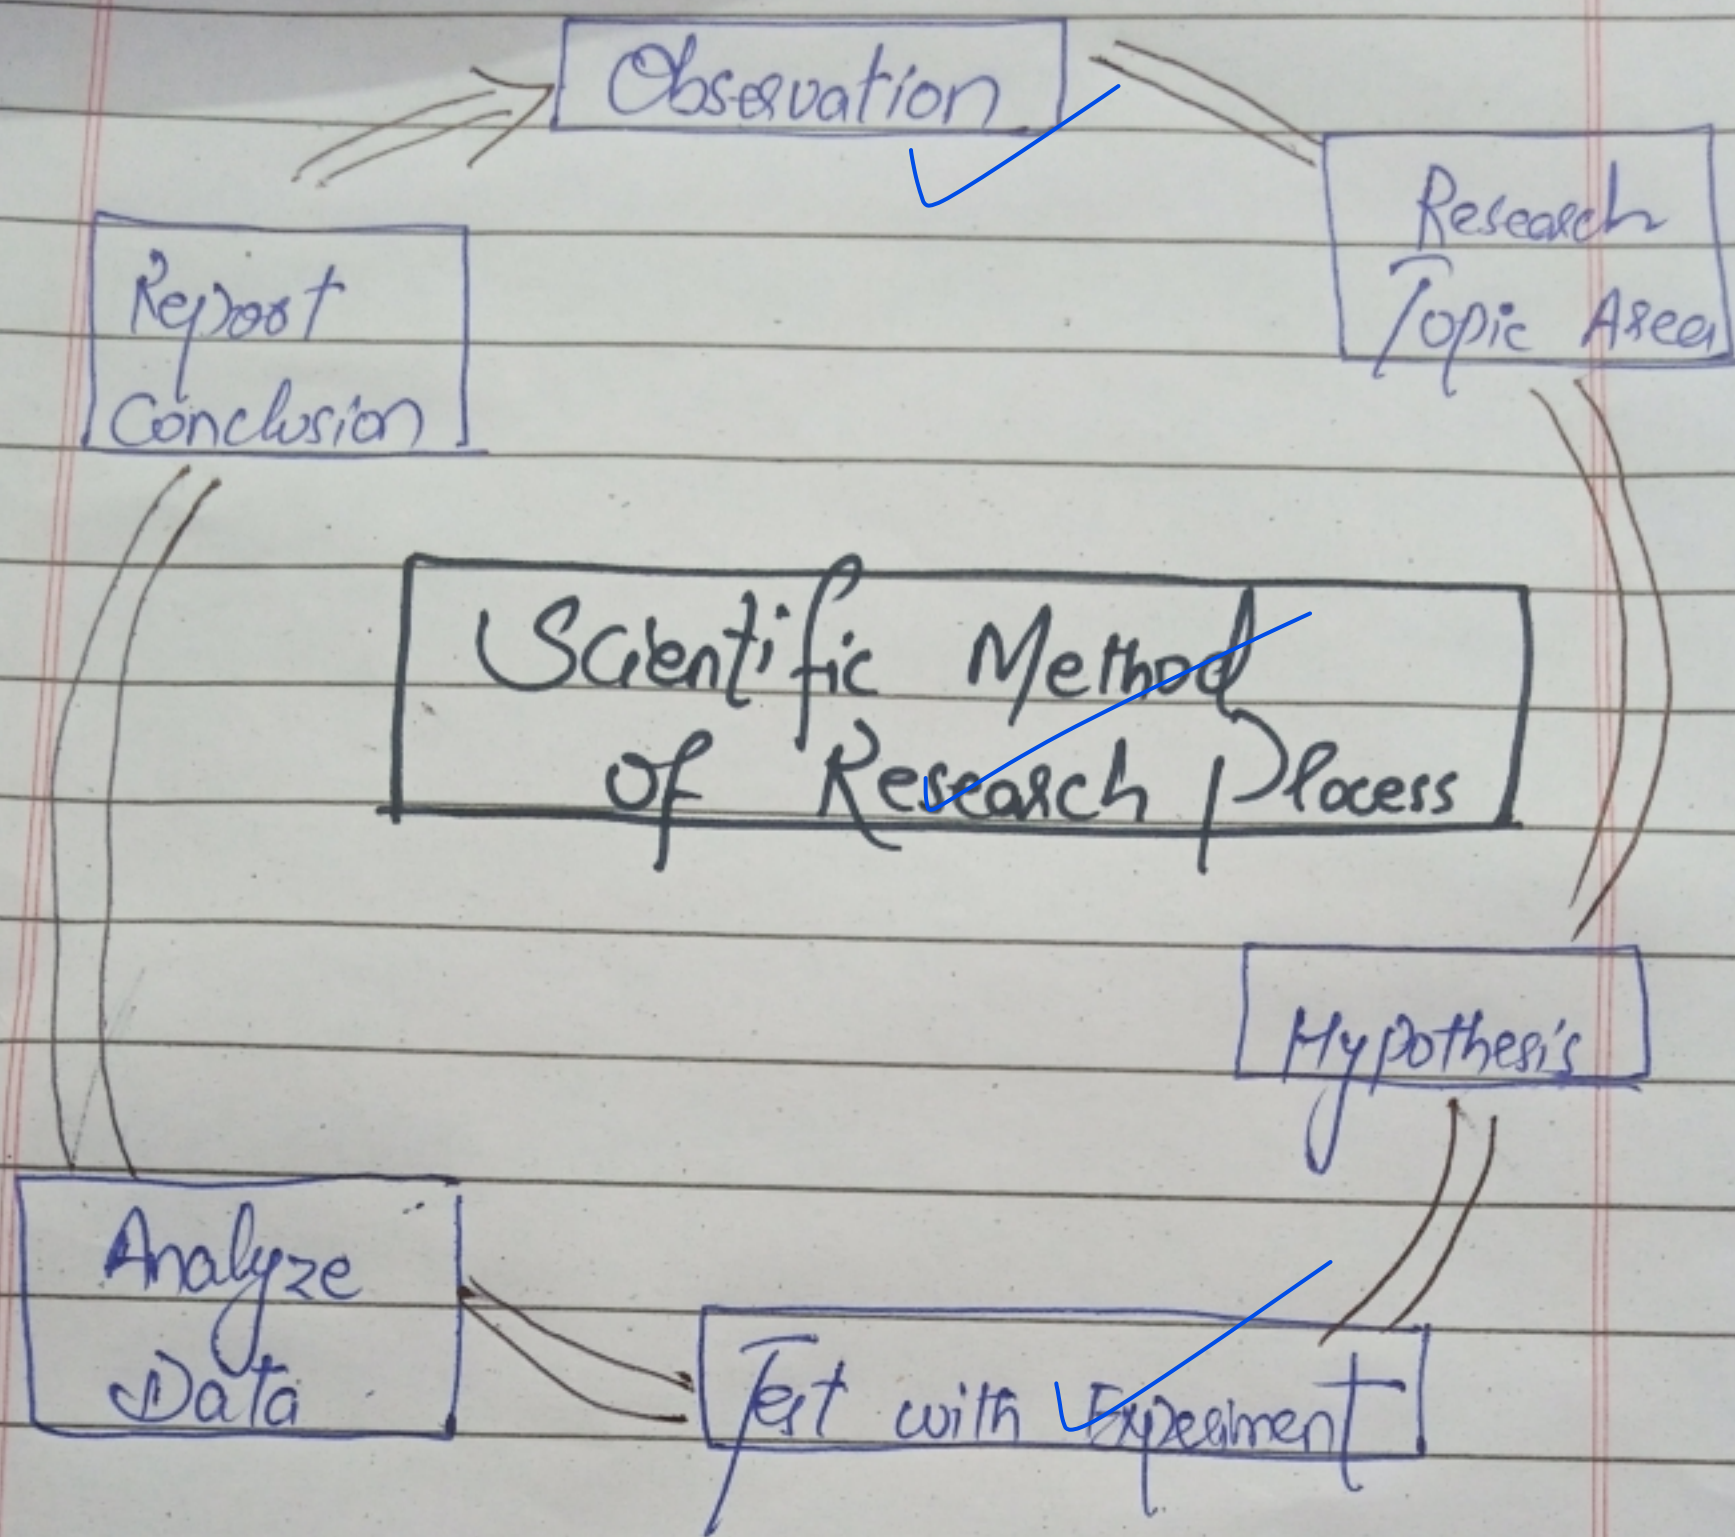 Observation
Research
Topic Area
Report
Conclusion
Scientific Method
of Research Process
Hypothesis
Analyze
Data
Test with Experiment